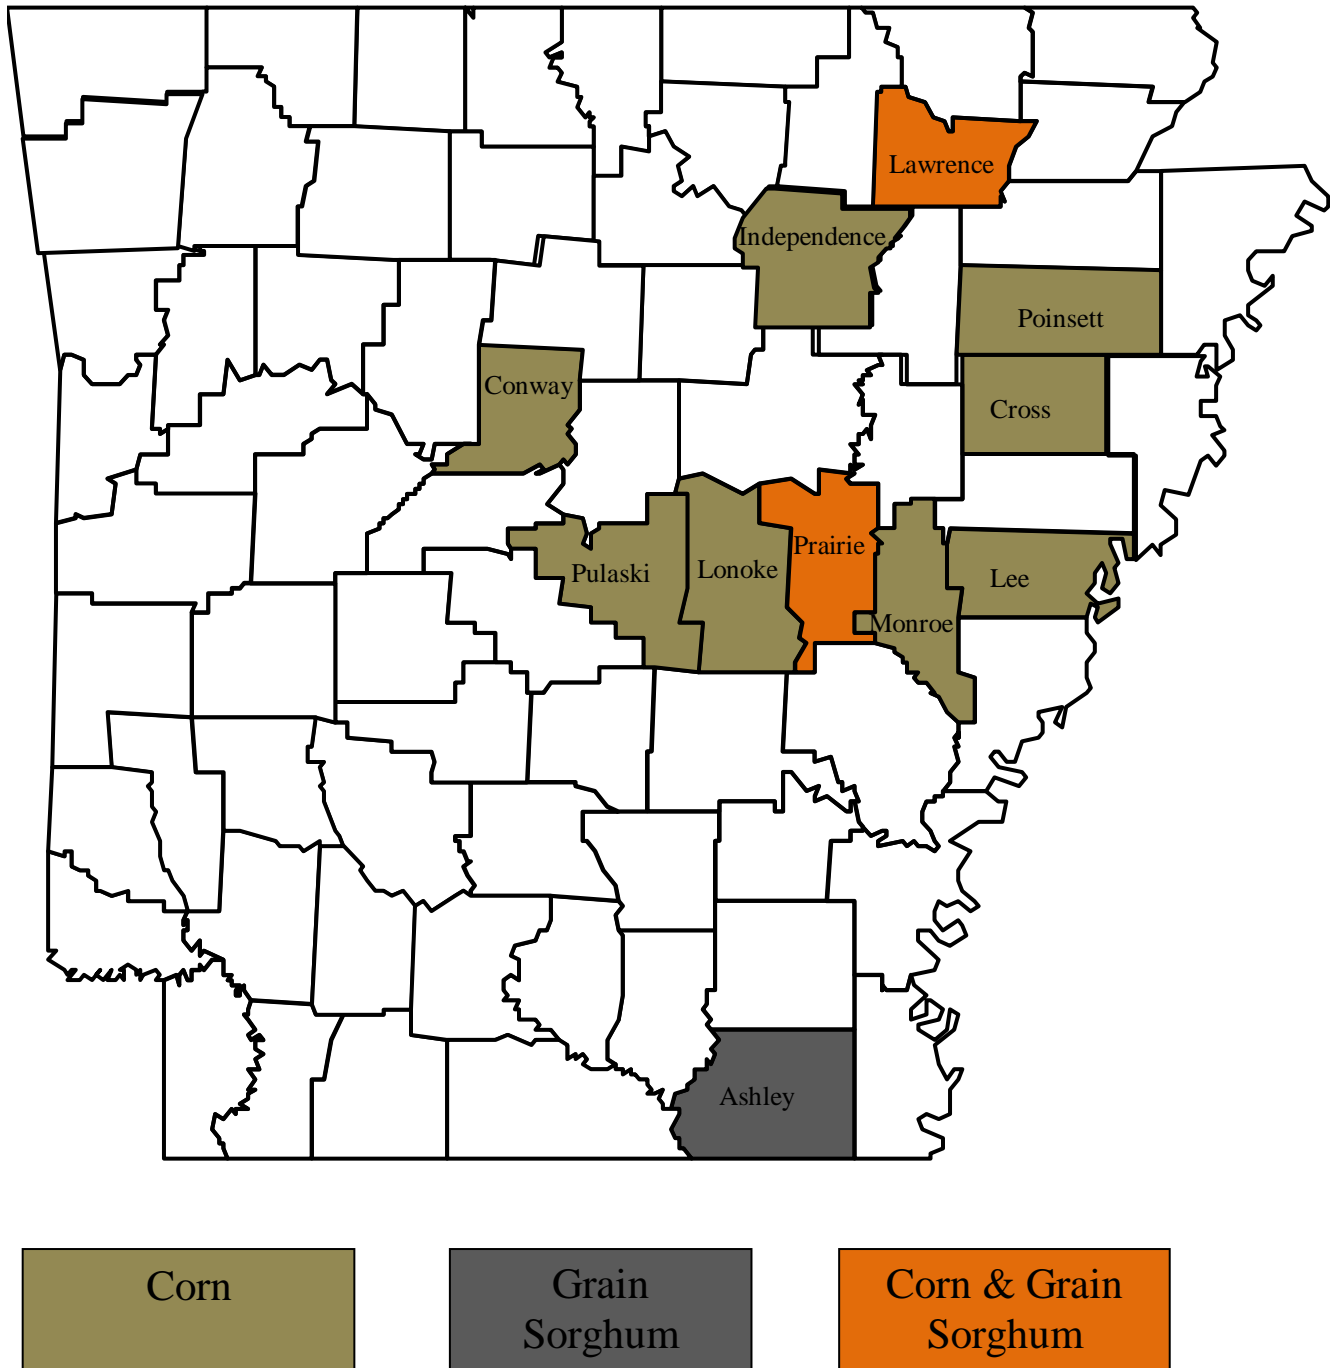 Lawrence
Independence
Poinsett
Conway
Cross
Prairie
Pulaski
Lonoke
Lee
Monroe
Ashley
Corn
Grain
Sorghum
Corn & Grain
Sorghum